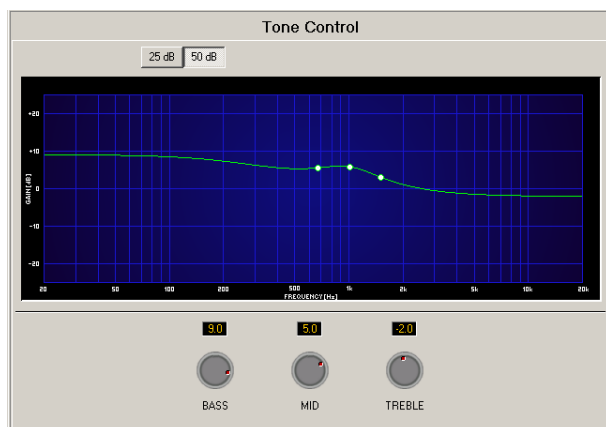 Tone Control
25 dB 50 dB
+20
+10
0
-10
-20
GAIN[dB]
20 50 100 200 500 1k 2k 5k 10k 20k
FREQUENCY[Hz]
9.0 5.0 -2.0
BASS MID TREBLE